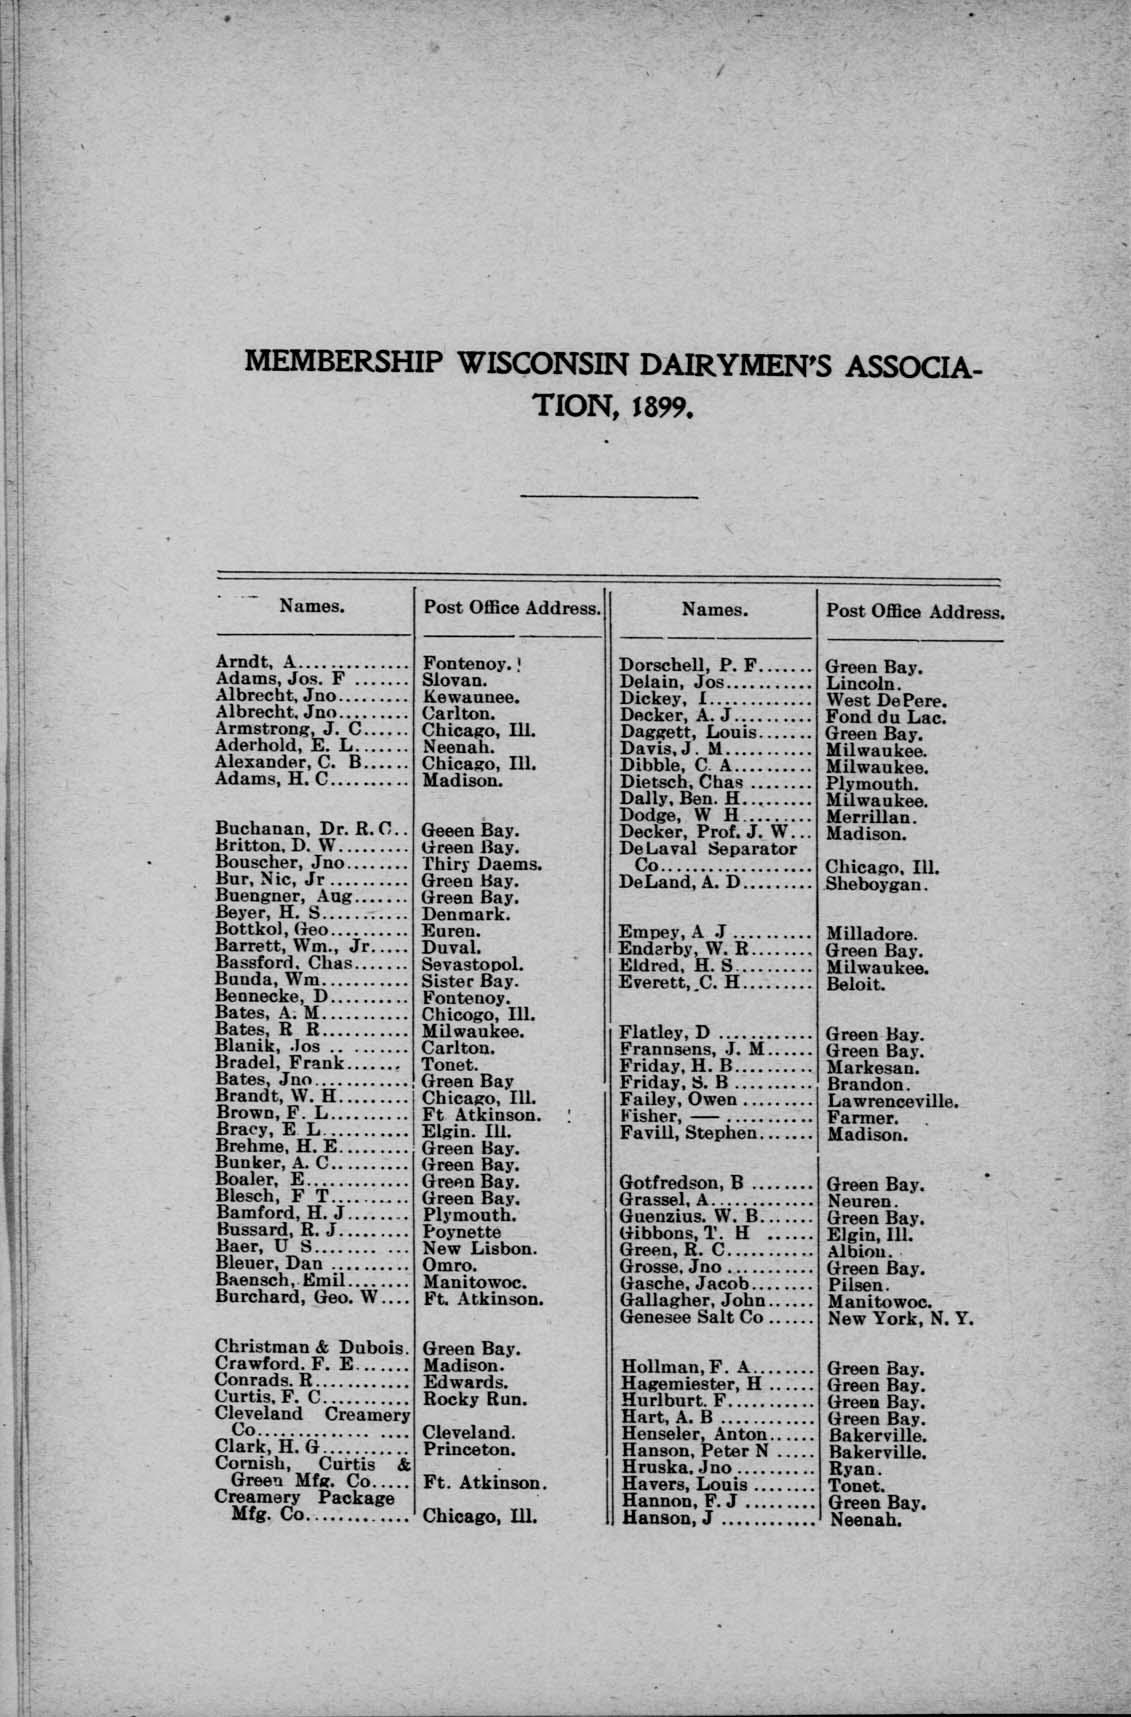 MEMBERSHIP WISCONSIN DAIRYMEN'S ASSOCIA-
TION, 1899.
Names. Post Office Address.
Arndt, A.............. Fontenoy.
Adams, Jos. F ....... Slovan.
Albrecht, Jno......... Kewaunee.
Albrecht, Jno......... Carlton.
Armstrong, J. C...... Chicago, Ill.
Aderhold, E. L....... Neenah.
Alexander, C. B...... Chicago, Ill.
Adams, H. C.......... Madison.
Buchanan, Dr. R. C.. Geeen Bay.
Britton, D. W......... Green Bay.
Bouscher, Jno........ Thiry Daems.
Bur, Nic, Jr .......... Green Bay.
Buengner, Aug....... Green Bay.
Beyer, H. S........... Denmark.
Bottkol, Geo.......... Euren.
Barrett, Wm., Jr..... Duval.
Bassford, Chas....... Sevastopol.
Bunda, Wm........... Sister Bay.
Bennecke, D.......... Fontenoy.
Bates, A. M........... Chicogo, Ill.
Bates, R R........... Milwaukee.
Blanik, Jos .. ....... Carlton.
Bradel, Frank....... Tonet.
Bates, Jno............ Green Bay
Brandt, W. H......... Chicago, Ill.
Brown, F. L.......... Ft Atkinson.
Bracy, E L........... Elgin. Ill.
Brehme, H. E......... Green Bay.
Bunker, A. C.......... Green Bay.
Boaler, E............. Green Bay.
Blesch, F T.......... Green Bay.
Bamford, H. J........ Plymouth.
Bussard, R. J......... Poynette
Baer, U S........ ... New Lisbon.
Bleuer, Dan .......... Omro.
Baensch, Emil........ Manitowoc.
Burchard, Geo. W.... Ft. Atkinson.
Christman & Dubois. Green Bay.
Crawford. F. E....... Madison.
Conrads. R............ Edwards.
Curtis, F. C........... Rocky Run.
Cleveland Creamery
Co.............. .... Cleveland.
Clark, H. G........... Princeton.
Cornish, Curtis &
Green Mfg. Co..... Ft. Atkinson.
Creamery Package
Mfg. Co............. Chicago, Ill.
Names. Post Office Address.
Dorschell, P. F....... Green Bay.
Delain, Jos........... Lincoln.
Dickey, I............. West DePere.
Decker, A. J.......... Fond du Lac.
Daggett, Louis....... Green Bay.
Davis, J. M........... Milwaukee.
Dibble, C. A.......... Milwaukee.
Dietsch, Chas ........ Plymouth.
Dally, Ben. H......... Milwaukee.
Dodge, W H......... Merrillan.
Decker, Prof. J. W... Madison.
DeLaval Separator
Co................... Chicago, Ill.
DeLand, A. D......... Sheboygan.
Empey, A J .......... Milladore.
Enderby, W. R........ Green Bay.
Eldred, H. S.......... Milwaukee.
Everett, C. H......... Beloit.
Flatley, D ............ Green Bay.
Frannsens, J. M...... Green Bay.
Friday, H. B.......... Markesan.
Friday, S. B .......... Brandon.
Failey, Owen ......... Lawrenceville.
Fisher, — ........... Farmer.
Favill, Stephen....... Madison.
Gotfredson, B ........ Green Bay.
Grassel, A............. Neuren.
Guenzius. W. B....... Green Bay.
Gibbons, T. H ...... Elgin, Ill.
Green, R. C........... Albion.
Grosse, Jno ........... Green Bay.
Gasche, Jacob........ Pilsen.
Gallagher, John...... Manitowoc.
Genesee Salt Co ...... New York, N. Y.
Hollman, F. A........ Green Bay.
Hagemiester, H ...... Green Bay.
Hurlburt. F........... Green Bay.
Hart, A. B ............ Green Bay.
Henseler, Anton...... Bakerville.
Hanson, Peter N ..... Bakerville.
Hruska, Jno .......... Ryan.
Havers, Louis ........ Tonet.
Hannon, F. J ......... Green Bay.
Hanson, J ............ Neenah.